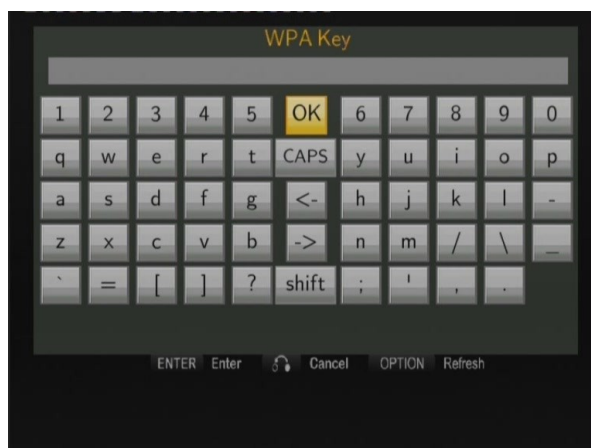 WPA Key
1 2 3 4 5 OK 6 7 8 9 0
q w e r t CAPS y u i o p
a s d f g <- h j k l -
z x c v b -> n m / \ _
` = [ ] ? shift ; ' , .
ENTER Enter Cancel OPTION Refresh